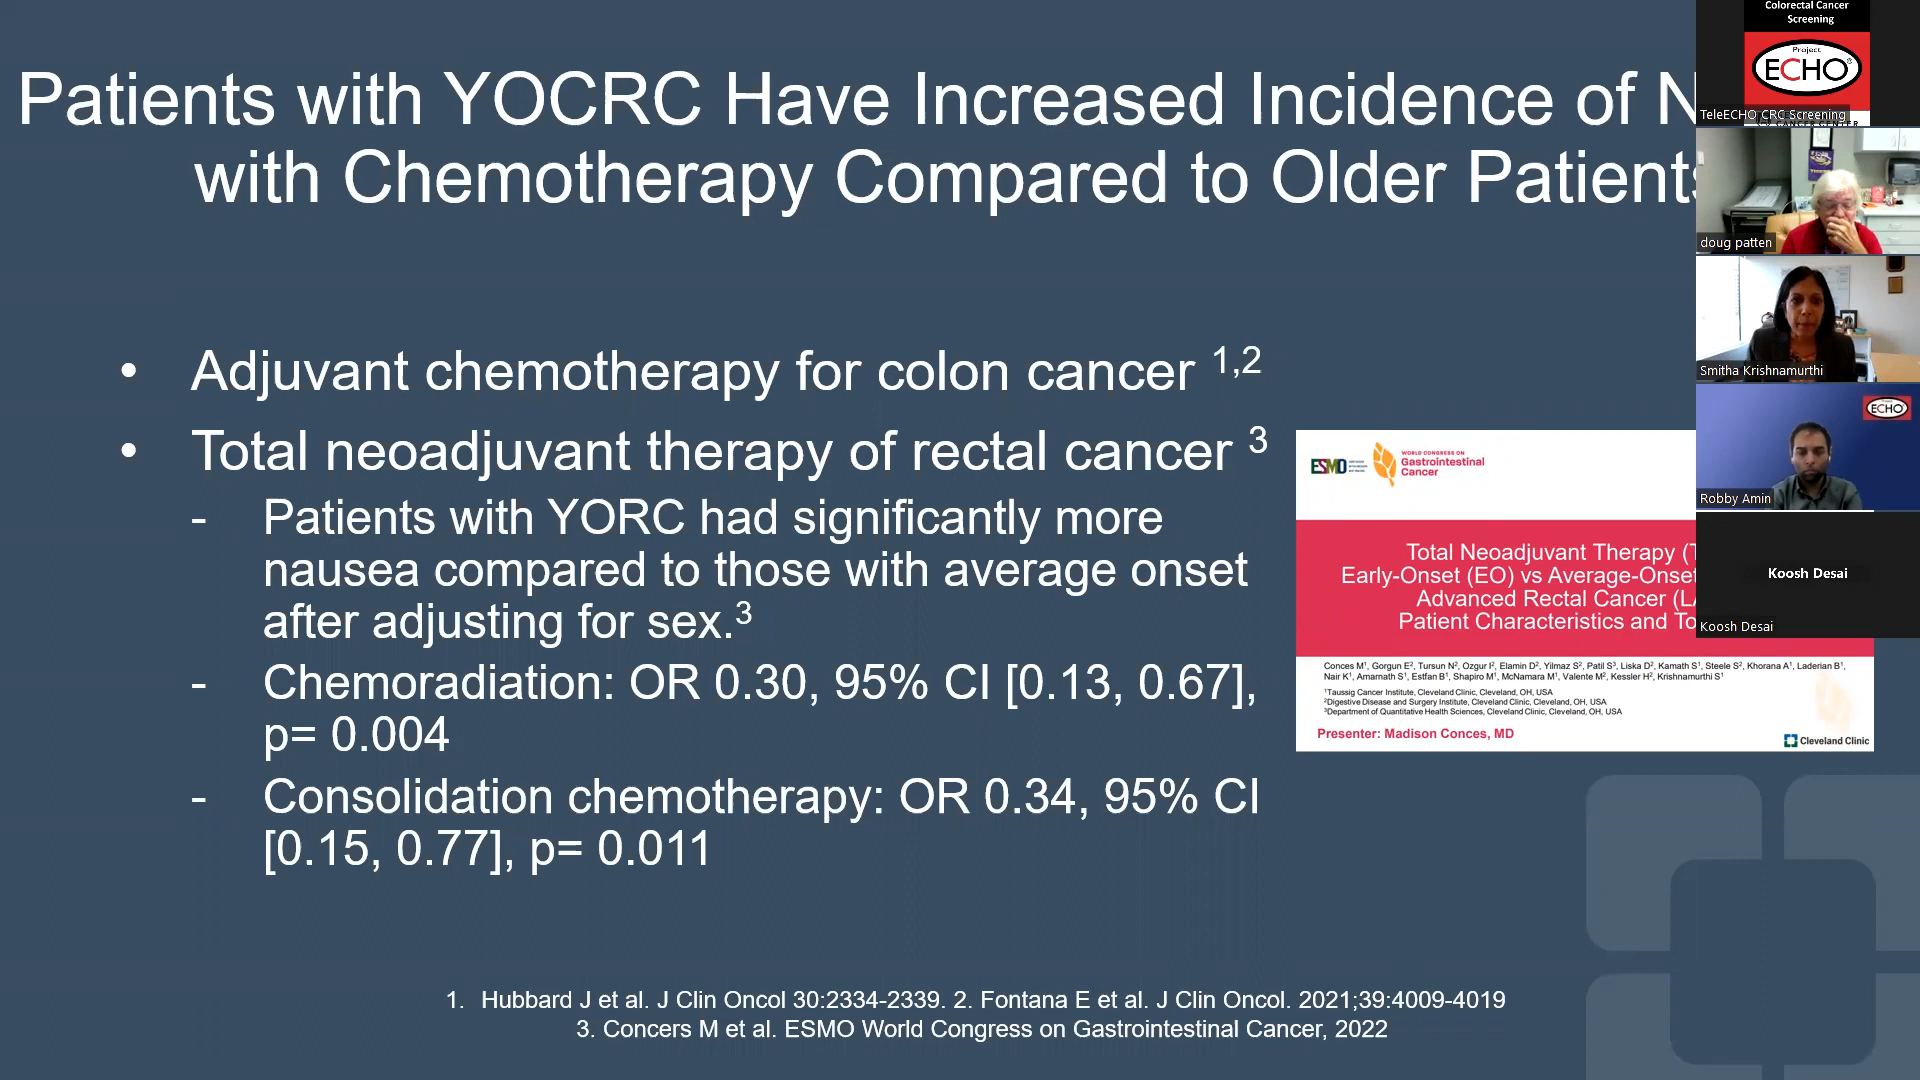 Patients with YOCRC Have Increased Incidence of
with Chemotherapy Compared to Older Patients
• Adjuvant chemotherapy for colon cancer 1,2
• Total neoadjuvant therapy of rectal cancer 3
- Patients with YORC had significantly more
nausea compared to those with average onset
after adjusting for sex.3
- Chemoradiation: OR 0.30, 95% CI [0.13, 0.67],
p= 0.004
- Consolidation chemotherapy: OR 0.34, 95% CI
[0.15, 0.77], p= 0.011
1. Hubbard J et al. J Clin Oncol 30:2334-2339. 2. Fontana E et al. J Clin Oncol. 2021;39:4009-4019
3. Concers M et al. ESMO World Congress on Gastrointestinal Cancer, 2022
ESMO
WORLD CONGRESS ON
Gastrointestinal
Cancer
Total Neoadjuvant Therapy
Early-Onset (EO) vs Average-Onset
Advanced Rectal Cancer
Patient Characteristics and
Conces M1, Gorgun E2, Tursun N2, Ozgur I2, Elamin D2, Yilmaz S2, Patil S3, Liska D2, Kamath S1, Steele S2, Khorana A1, Laderian B1,
Nair K1, Amarnath S1, Estfan B1, Shapiro M1, McNamara M1, Valente M2, Kessler H2, Krishnamurthi S1
1Taussig Cancer Institute, Cleveland Clinic, Cleveland, OH, USA
2Digestive Disease and Surgery Institute, Cleveland Clinic, Cleveland, OH, USA
3Department of Quantitative Health Sciences, Cleveland Clinic, Cleveland, OH, USA
Presenter: Madison Conces, MD
Cleveland Clinic
Colorectal Cancer
Screening
Project
ECHO®
TeleECHO CRC Screening
doug patten
Smitha Krishnamurthi
ECHO
Robby Amin
Koosh Desai
Koosh Desai